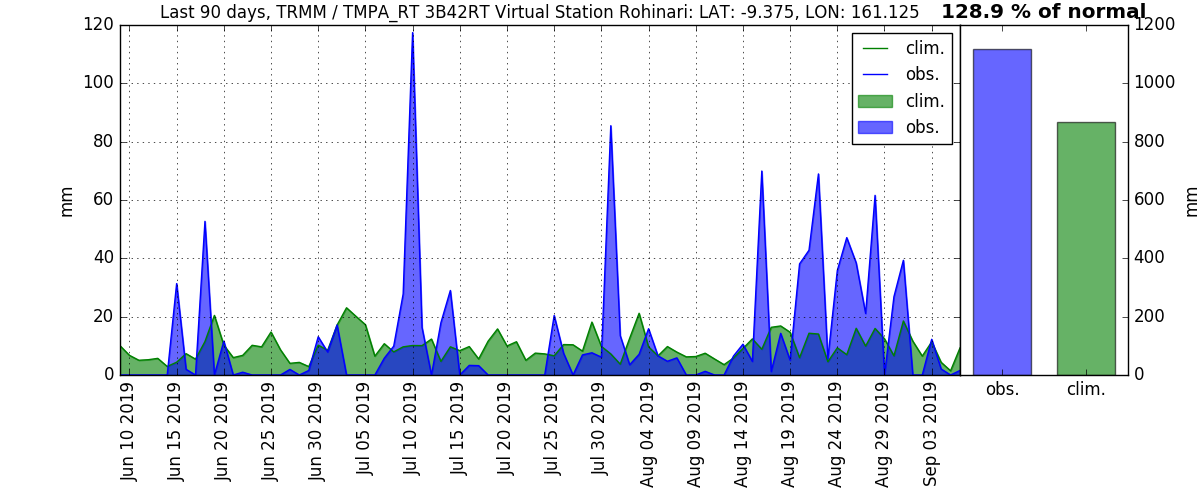 Last 90 days, TRMM / TMPA_RT 3B42RT Virtual Station Rohinari: LAT: -9.375, LON: 161.125
128.9 % of normal
120
100
80
60
40
20
0
mm
clim.
obs.
clim.
obs.
1200
1000
800
600
400
200
0
mm
Jun 10 2019
Jun 15 2019
Jun 20 2019
Jun 25 2019
Jun 30 2019
Jul 05 2019
Jul 10 2019
Jul 15 2019
Jul 20 2019
Jul 25 2019
Jul 30 2019
Aug 04 2019
Aug 09 2019
Aug 14 2019
Aug 19 2019
Aug 24 2019
Aug 29 2019
Sep 03 2019
obs.
clim.